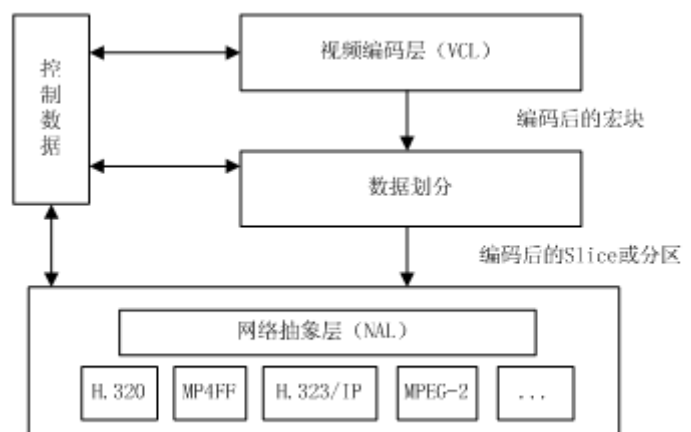 控制数据
视频编码层（VCL）
编码后的宏块
数据划分
编码后的Slice或分区
网络抽象层（NAL）
H.320
MP4FF
H.323/IP
MPEG-2
...